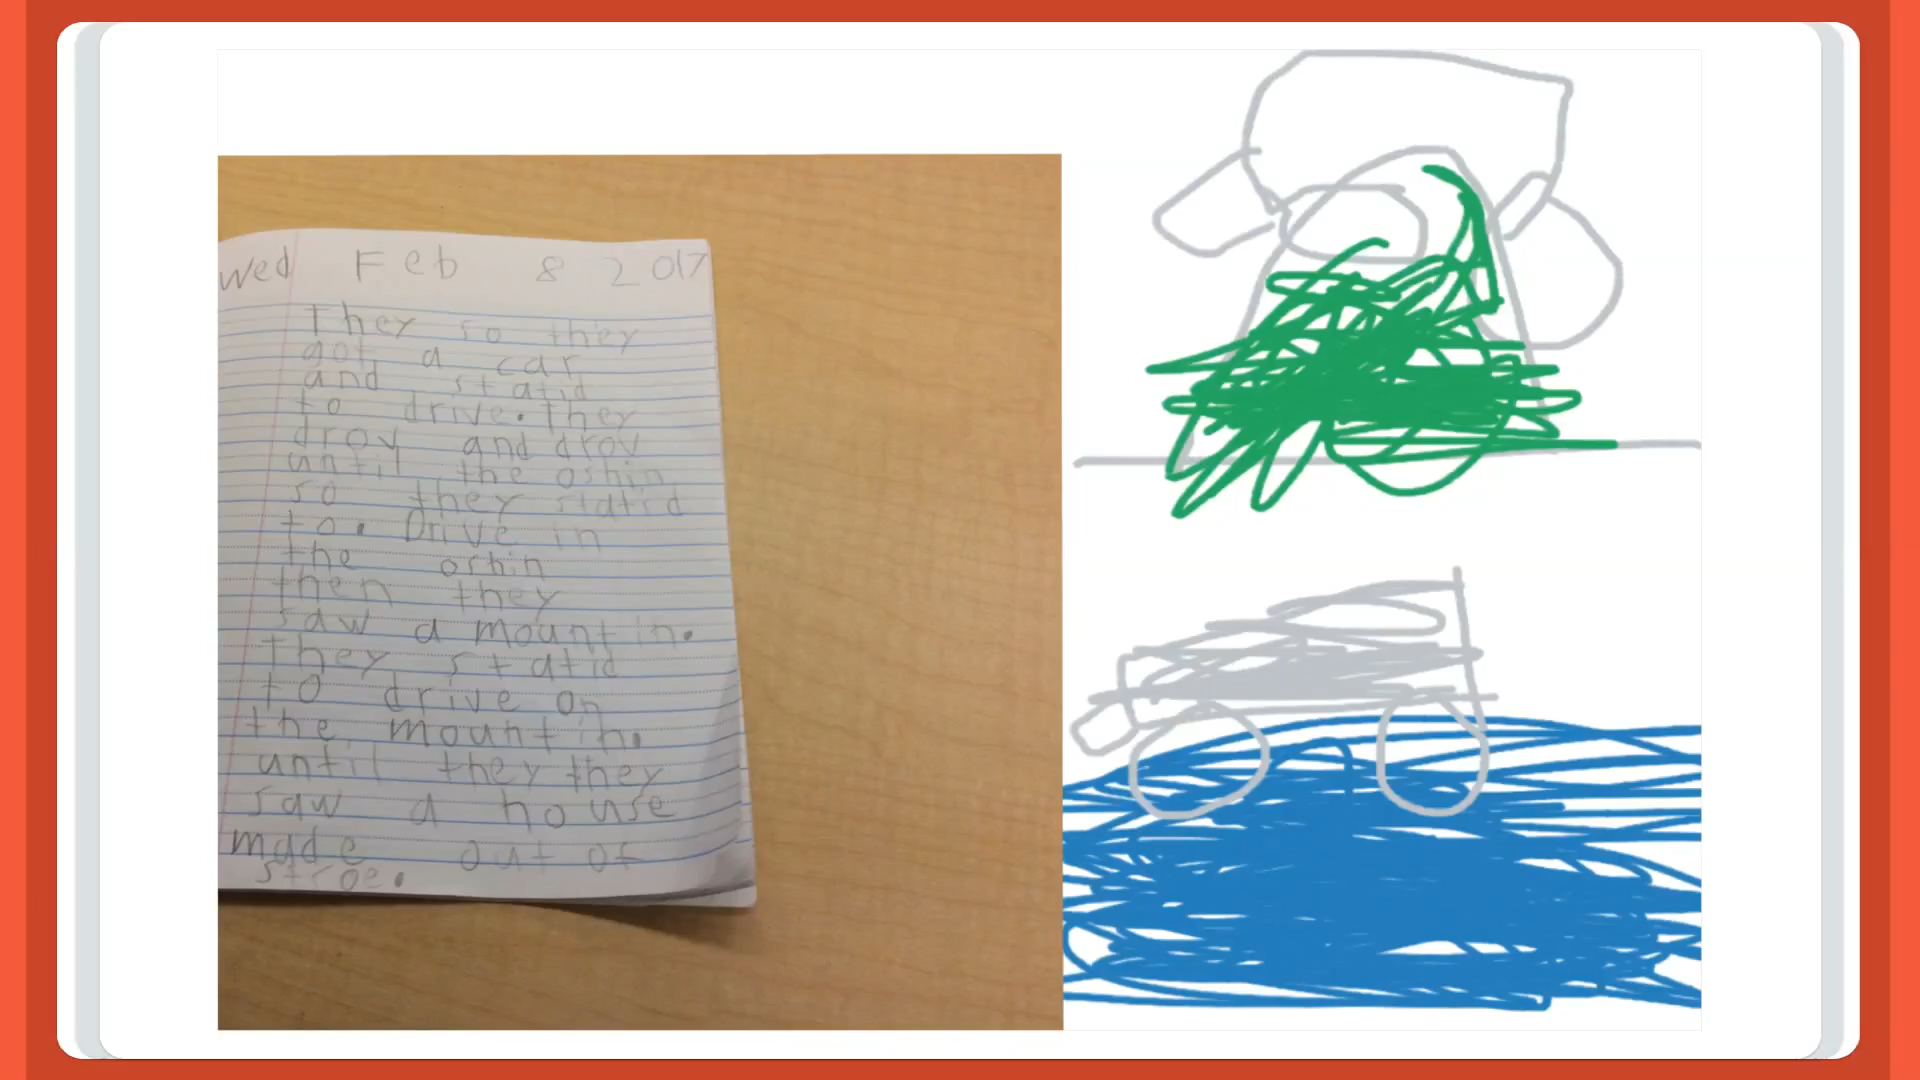 Wed Feb 8 2017
They so they
got a car
and statid
to drive. They
drov and drov
until the oshin
so they statid
to. Drive in
the oshin
then they
saw a mountin.
They statid
to drive on
the mountin.
until they they
saw a house
made out of